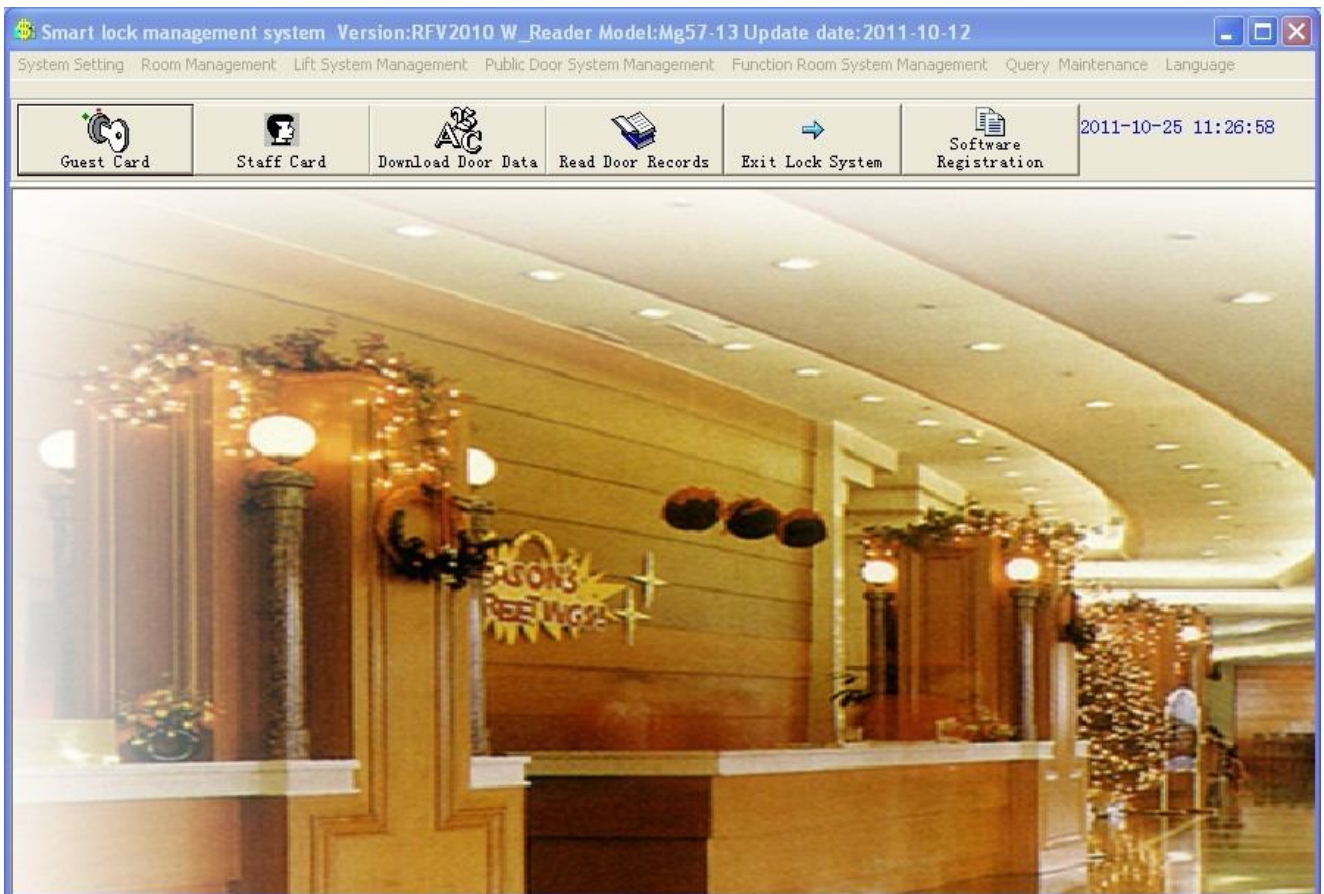 Smart lock management system Version:RFV2010 W_Reader Model:Mg57-13 Update date:2011-10-12
System Setting Room Management Lift System Management Public Door System Management Function Room System Management Query Maintenance Language
Guest Card Staff Card Download Door Data Read Door Records Exit Lock System Software Registration 2011-10-25 11:26:58
EASON'S
REETINGS